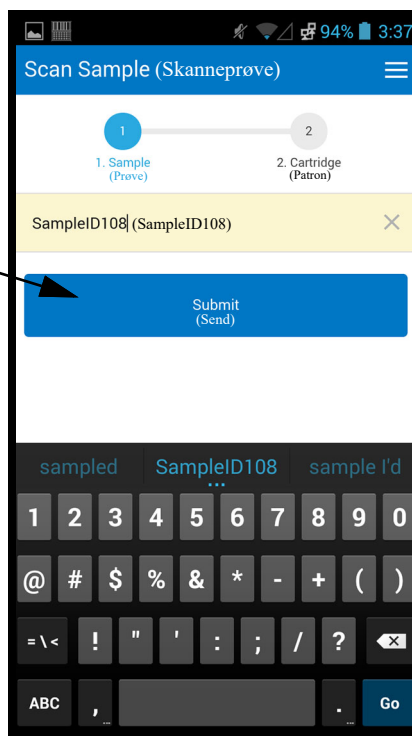 94% 3:37
Scan Sample (Skanneprøve)
1 2
1. Sample 2. Cartridge
(Prøve) (Patron)
SampleID108 (SampleID108)
Submit
(Send)
sampled SampleID108 sample I'd
1 2 3 4 5 6 7 8 9 0
@ # $ % & * - + ( )
= \ < ! " ' : ; / ?
ABC , . Go